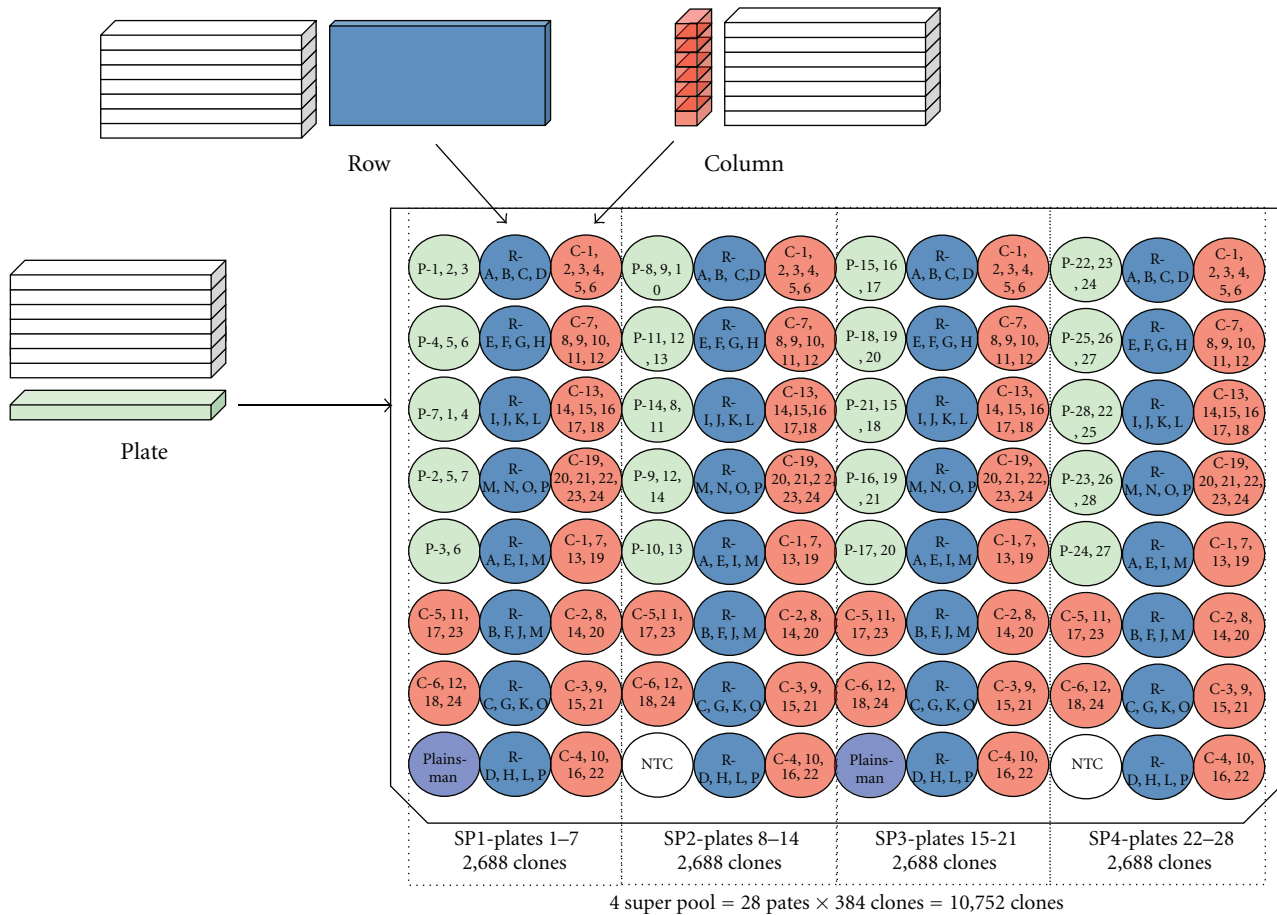 Row
Column
Plate
P-1, 2, 3
R-
A, B, C, D
C-1,
2, 3, 4,
5, 6
P-8, 9, 1
0
R-
A, B, C,D
C-1,
2, 3, 4,
5, 6
P-15, 16
, 17
R-
A, B, C, D
C-1,
2, 3, 4,
5, 6
P-22, 23
, 24
R-
A, B, C, D
C-1,
2, 3, 4,
5, 6
P-4, 5, 6
R-
E, F, G, H
C-7,
8, 9, 10,
11, 12
P-11, 12
, 13
R-
E, F, G, H
C-7,
8, 9, 10,
11, 12
P-18, 19
, 20
R-
E, F, G, H
C-7,
8, 9, 10,
11, 12
P-25, 26
, 27
R-
E, F, G, H
C-7,
8, 9, 10,
11, 12
P-7, 1, 4
R-
I, J, K, L
C-13,
14, 15, 16
17, 18
P-14, 8,
11
R-
I, J, K, L
C-13,
14,15,16
17,18
P-21, 15
, 18
R-
I, J, K, L
C-13,
14, 15, 16
17, 18
P-28, 22
, 25
R-
I, J, K, L
C-13,
14,15,16
17, 18
P-2, 5, 7
R-
M, N, O, P
C-19,
20, 21, 22,
23, 24
P-9, 12,
14
R-
M, N, O, P
C-19,
20, 21,2 2,
23, 24
P-16, 19
, 21
R-
M, N, O, P
C-19,
20, 21, 22,
23, 24
P-23, 26
, 28
R-
M, N, O, P
C-19,
20, 21, 22,
23, 24
P-3, 6
R-
A, E, I, M
C-1, 7,
13, 19
P-10, 13
R-
A, E, I, M
C-1, 7,
13, 19
P-17, 20
R-
A, E, I, M
C-1, 7,
13, 19
P-24, 27
R-
A, E, I, M
C-1, 7,
13, 19
C-5, 11,
17, 23
R-
B, F, J, M
C-2, 8,
14, 20
C-5,1 1,
17, 23
R-
B, F, J, M
C-2, 8,
14, 20
C-5, 11,
17, 23
R-
B, F, J, M
C-2, 8,
14, 20
C-5, 11,
17, 23
R-
B, F, J, M
C-2, 8,
14, 20
C-6, 12,
18, 24
R-
C, G, K, O
C-3, 9,
15, 21
C-6, 12,
18, 24
R-
C, G, K, O
C-3, 9,
15, 21
C-6, 12,
18, 24
R-
C, G, K, O
C-3, 9,
15, 21
C-6, 12,
18, 24
R-
C, G, K, O
C-3, 9,
15, 21
Plains-
man
R-
D, H, L, P
C-4, 10,
16, 22
NTC
R-
D, H, L, P
C-4, 10,
16, 22
Plains-
man
R-
D, H, L, P
C-4, 10,
16, 22
NTC
R-
D, H, L, P
C-4, 10,
16, 22
SP1-plates 1–7
2,688 clones
SP2-plates 8–14
2,688 clones
SP3-plates 15-21
2,688 clones
SP4-plates 22–28
2,688 clones
4 super pool = 28 pates × 384 clones = 10,752 clones